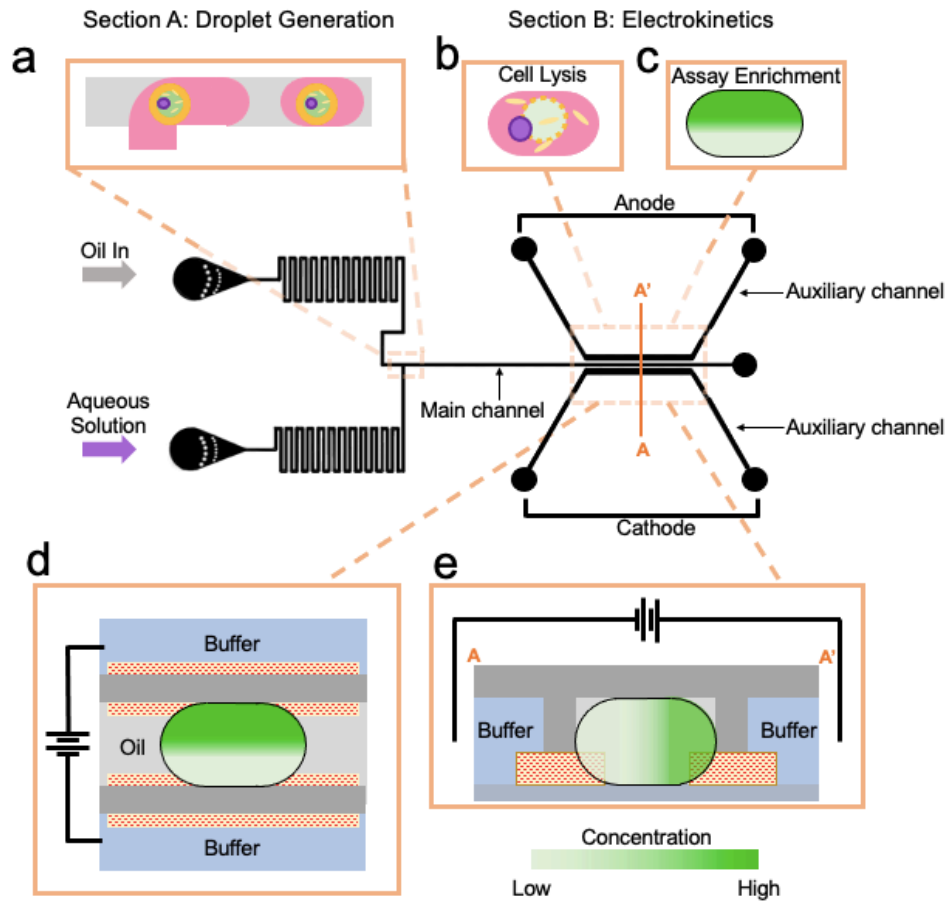 Section A: Droplet Generation
Section B: Electrokinetics
a
b
Cell Lysis
c
Assay Enrichment
Anode
Oil In
A'
Auxiliary channel
Main channel
Aqueous
Solution
Auxiliary channel
A
Cathode
d
Buffer
Oil
Buffer
e
A
A'
Buffer
Buffer
Concentration
Low
High